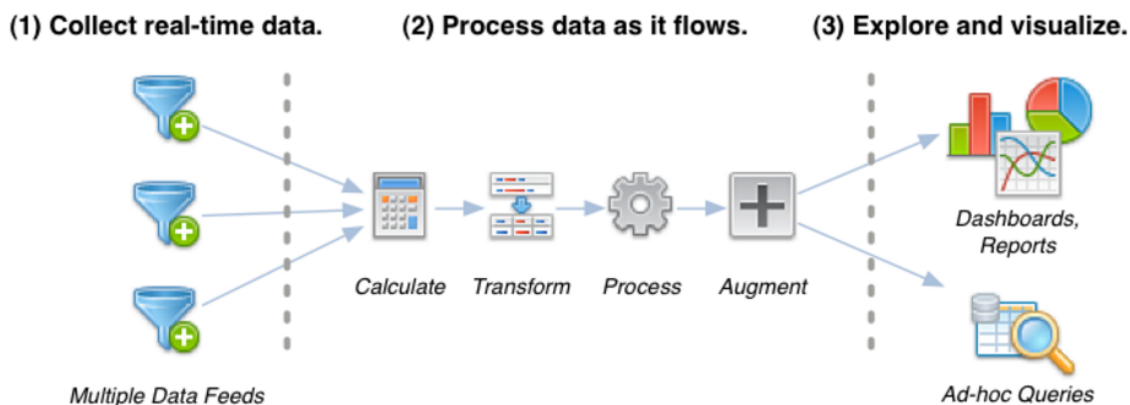 (1) Collect real-time data.
(2) Process data as it flows.
(3) Explore and visualize.
Calculate
Transform
Process
Augment
Dashboards,
Reports
Multiple Data Feeds
Ad-hoc Queries